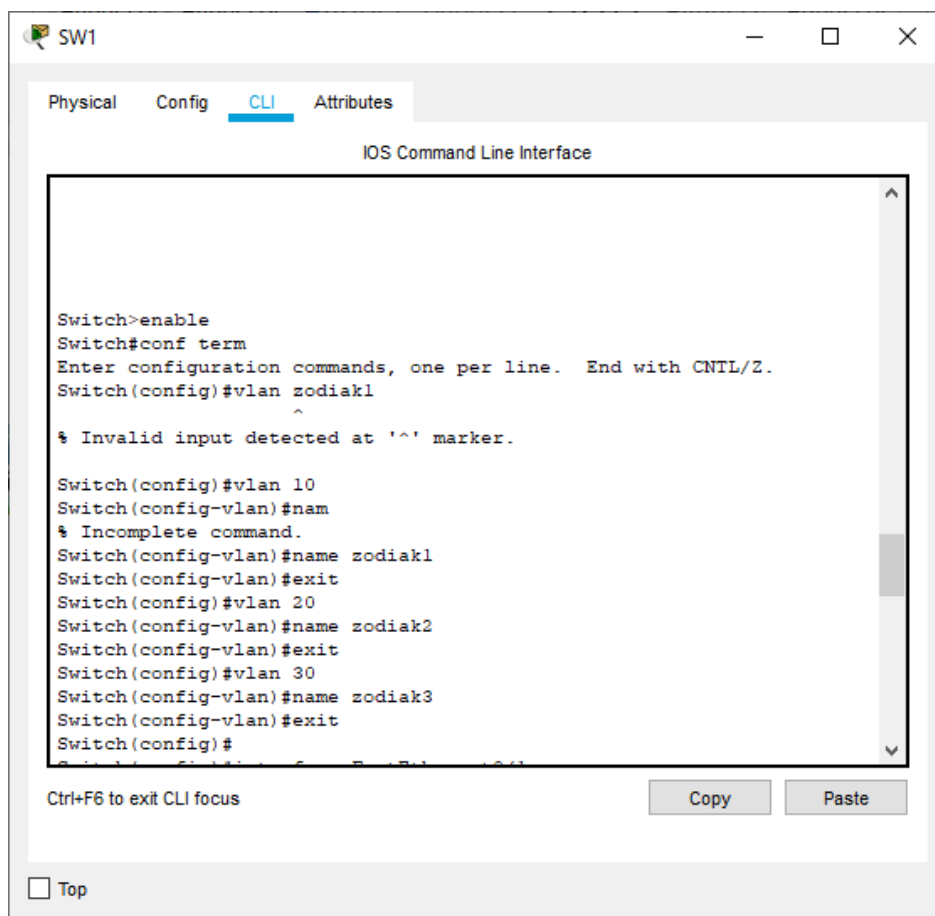 SW1
Physical Config CLI Attributes
IOS Command Line Interface
Switch>enable
Switch#conf term
Enter configuration commands, one per line.  End with CNTL/Z.
Switch(config)#vlan zodiak1
^
% Invalid input detected at '^' marker.
Switch(config)#vlan 10
Switch(config-vlan)#nam
% Incomplete command.
Switch(config-vlan)#name zodiak1
Switch(config-vlan)#exit
Switch(config)#vlan 20
Switch(config-vlan)#name zodiak2
Switch(config-vlan)#exit
Switch(config)#vlan 30
Switch(config-vlan)#name zodiak3
Switch(config-vlan)#exit
Switch(config)#
Ctrl+F6 to exit CLI focus
Copy Paste
Top